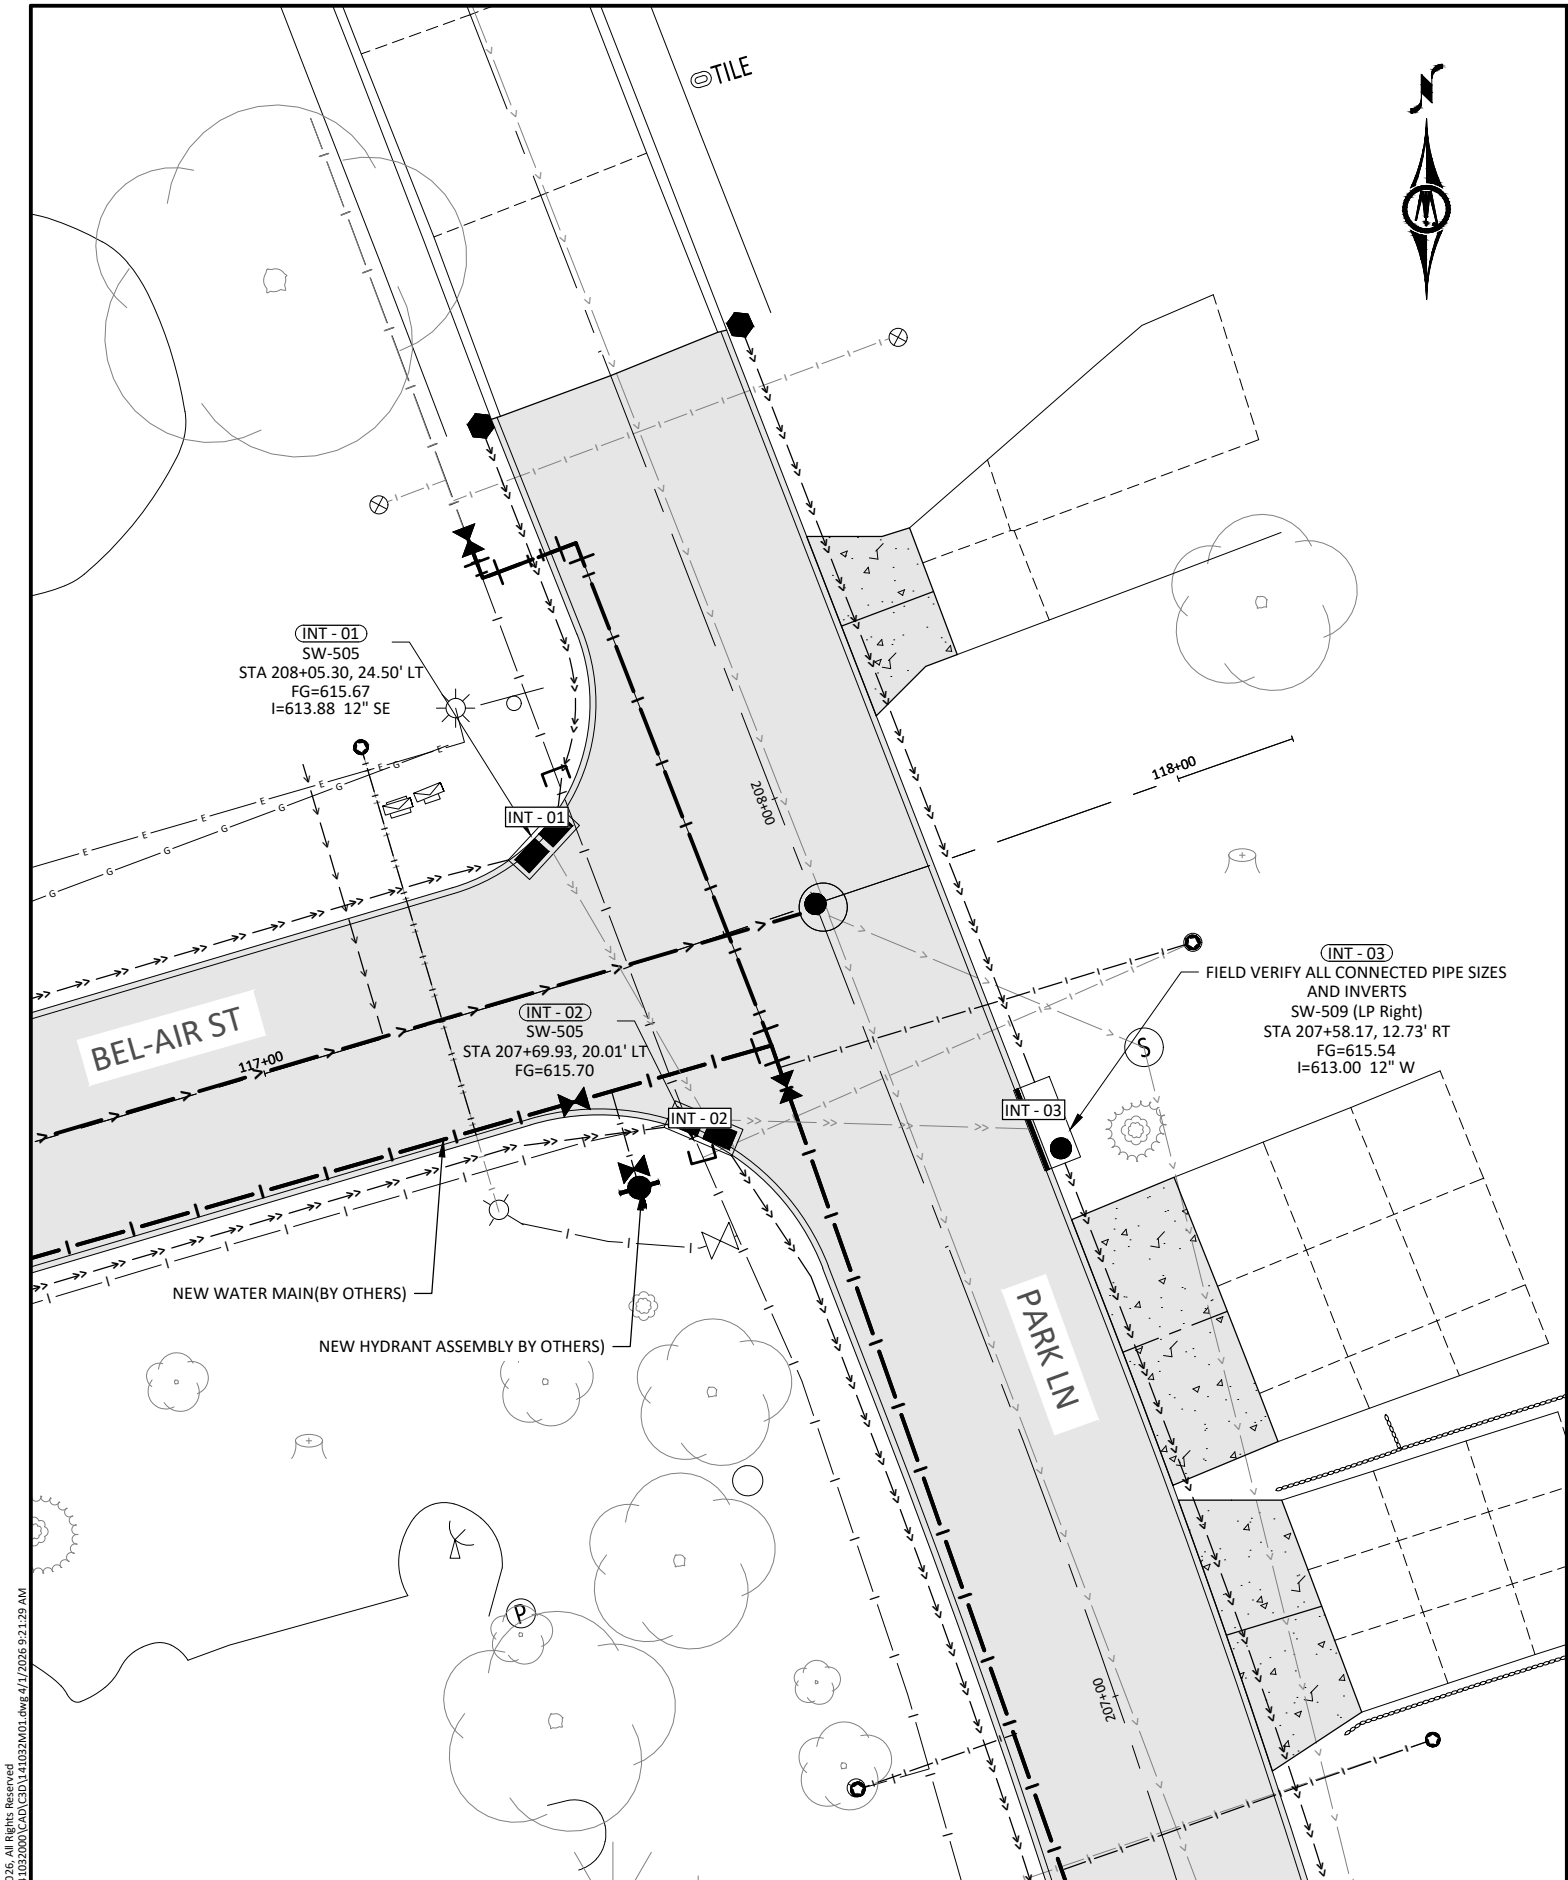 TILE
N
INT - 01
SW-505
STA 208+05.30, 24.50' LT
FG=615.67
I=613.88 12" SE
E
E
E
E
E
G
G
G
G
G
INT - 01
208+00
118+00
INT - 03
FIELD VERIFY ALL CONNECTED PIPE SIZES
AND INVERTS
SW-509 (LP Right)
STA 207+58.17, 12.73' RT
FG=615.54
I=613.00 12" W
INT - 02
SW-505
STA 207+69.93, 20.01' LT
FG=615.70
BEL-AIR ST
117+00
S
INT - 02
INT - 03
NEW WATER MAIN(BY OTHERS)
NEW HYDRANT ASSEMBLY BY OTHERS)
PARK LN
P
207+00
026, All Rights Reserved
41032000\CAD\C3D\141032M01.dwg 4/1/2026 9:21:29 AM